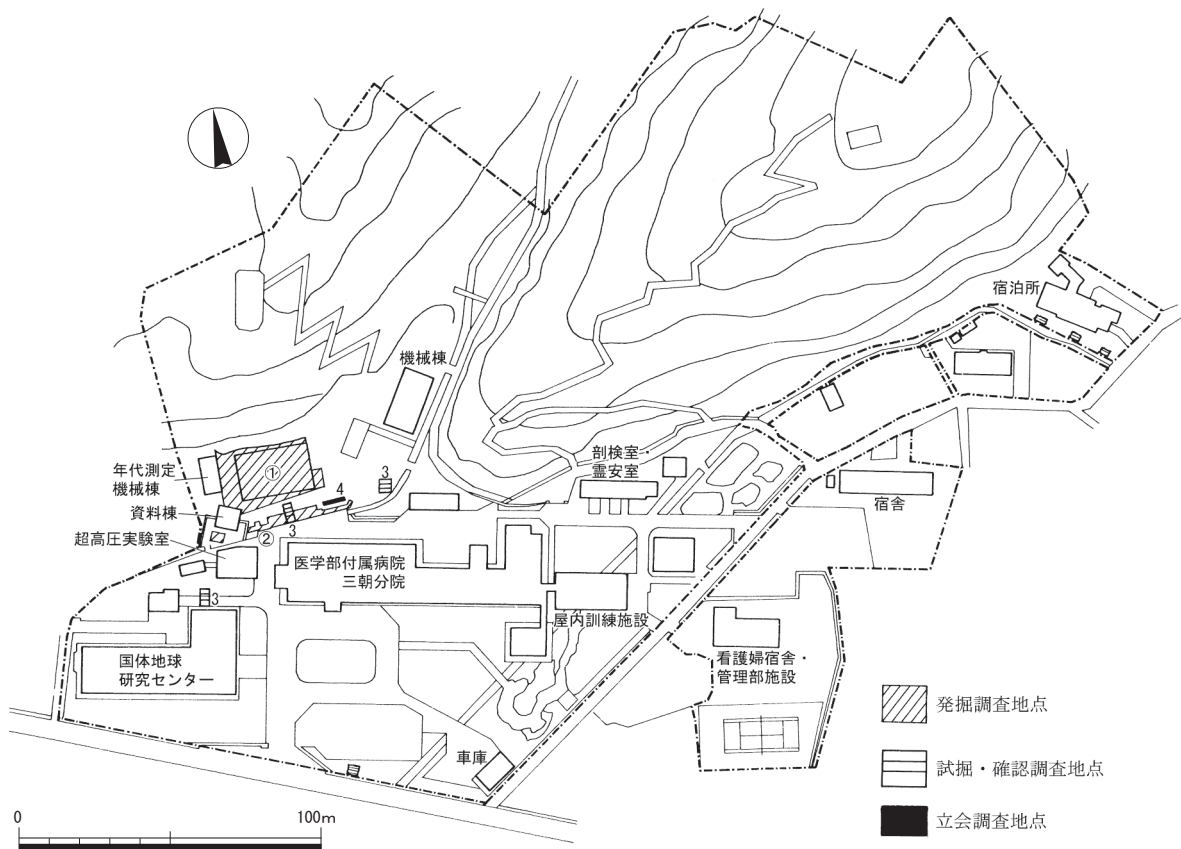 宿泊所
機械棟
剖検室・
霊安室
3
年代測定
機械棟
①
4
宿舎
資料棟
3
超高圧実験室
②
医学部付属病院
三朝分院
3
屋内訓練施設
看護婦宿舎・
管理部施設
国体地球
研究センター
発掘調査地点
車庫
試掘・確認調査地点
0
100m
立会調査地点